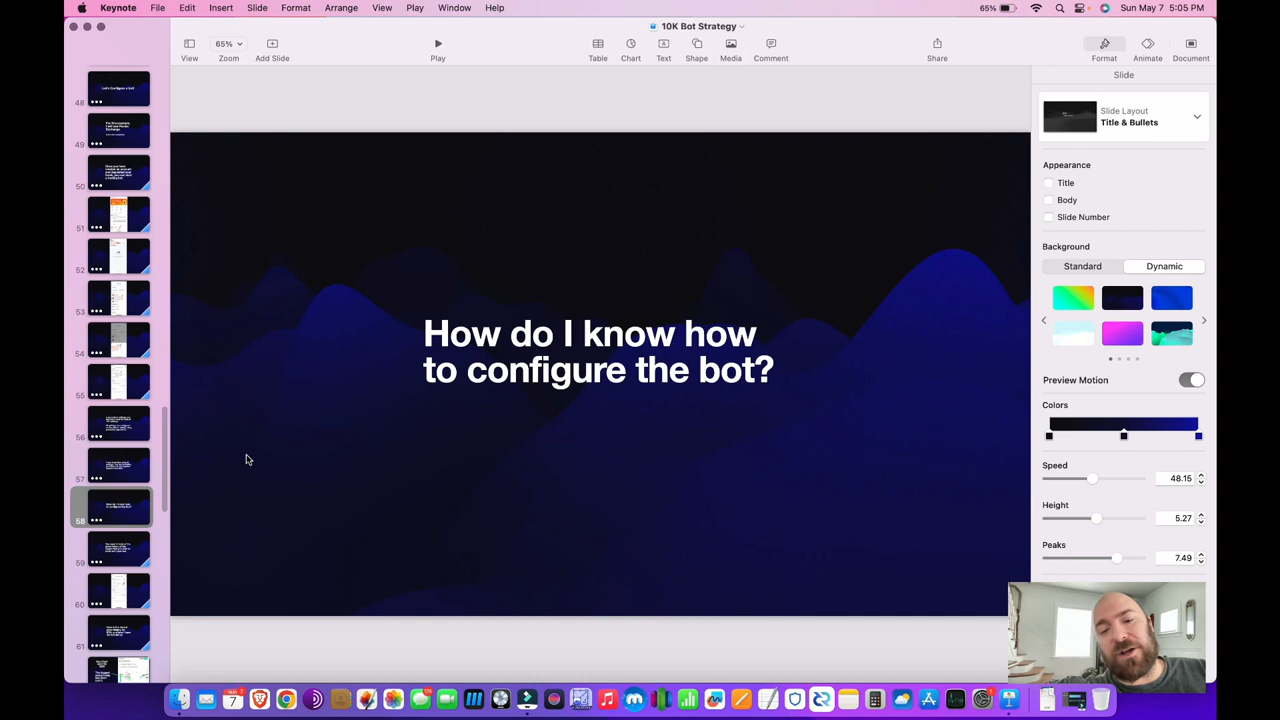 Keynote File Edit Insert Slide Format Arrange View Play Window Help
65% Sun May 7 5:05 PM
10K Bot Strategy
65%
View Zoom Add Slide Play Table Chart Text Shape Media Comment Share Format Animate Document
Slide
Slide Layout
Title & Bullets
Appearance
Title
Body
Slide Number
Background
Standard Dynamic
Preview Motion
Colors
Speed
48.15
Height
5.27
Peaks
7.49
How do I know how
to configure the bot?
48
49
50
51
52
53
54
55
56
57
58
59
60
61